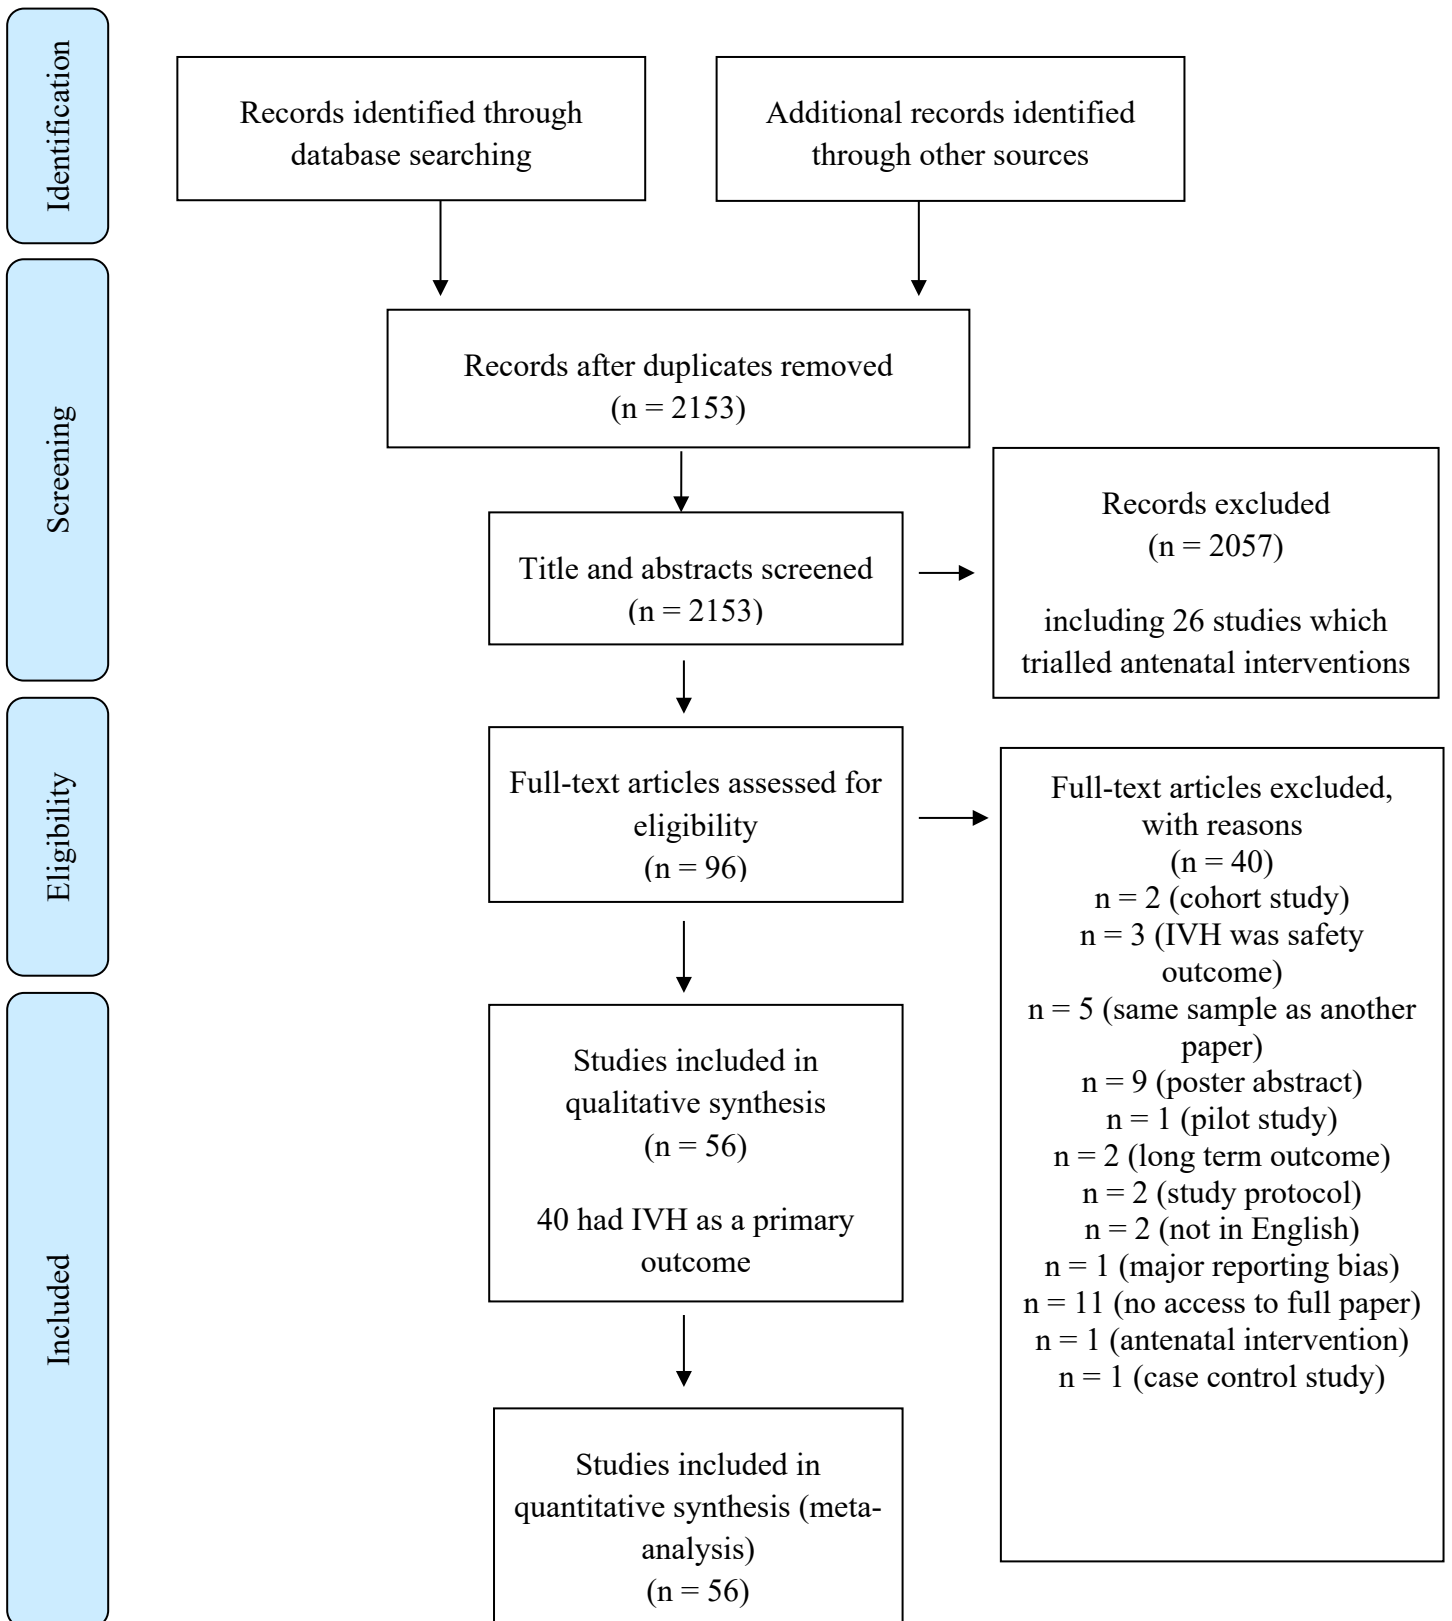 Identification
Records identified through
database searching
Additional records identified
through other sources
Screening
Records after duplicates removed
(n = 2153)
Title and abstracts screened
(n = 2153)
Records excluded
(n = 2057)
including 26 studies which
trialled antenatal interventions
Eligibility
Full-text articles assessed for
eligibility
(n = 96)
Full-text articles excluded,
with reasons
(n = 40)
n = 2 (cohort study)
n = 3 (IVH was safety
outcome)
n = 5 (same sample as another
paper)
n = 9 (poster abstract)
n = 1 (pilot study)
n = 2 (long term outcome)
n = 2 (study protocol)
n = 2 (not in English)
n = 1 (major reporting bias)
n = 11 (no access to full paper)
n = 1 (antenatal intervention)
n = 1 (case control study)
Included
Studies included in
qualitative synthesis
(n = 56)
40 had IVH as a primary
outcome
Studies included in
quantitative synthesis (meta-
analysis)
(n = 56)